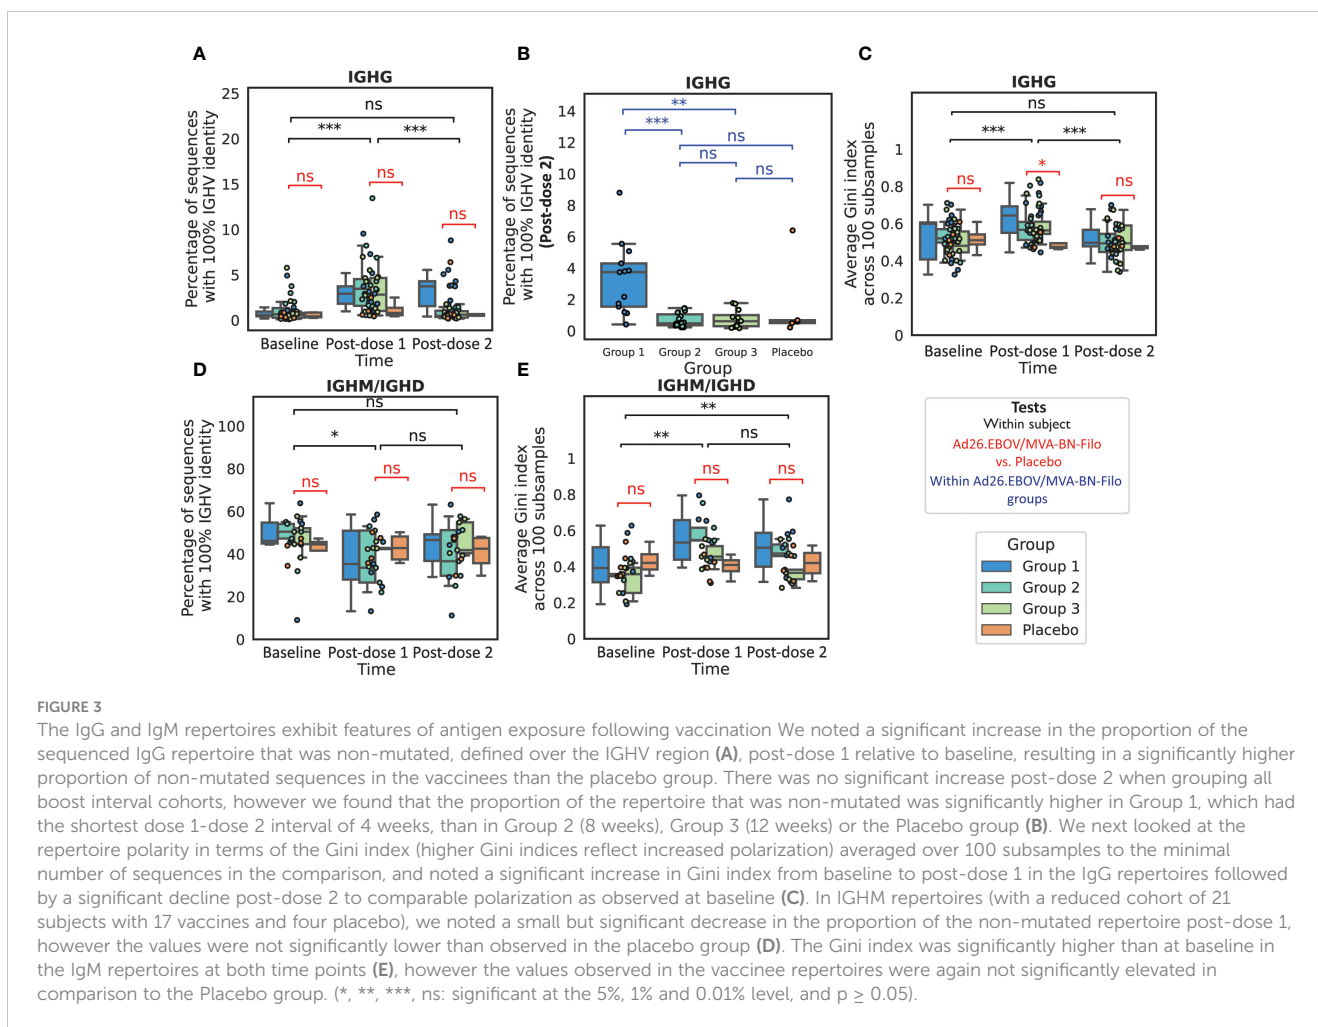 A
IGHG
Percentage of sequences
with 100% IGHV identity
25
20
15
10
5
0
ns
***
***
ns
ns
ns
Baseline
Post-dose 1
Post-dose 2
Time
B
IGHG
Percentage of sequences
with 100% IGHV identity
(Post-dose 2)
14
12
10
8
6
4
2
0
**
***
ns
ns
ns
Group 1
Group 2
Group 3
Placebo
Group
C
IGHG
Average Gini index
across 100 subsamples
1
0.8
0.6
0.4
0.2
0
ns
***
***
*
ns
ns
Baseline
Post-dose 1
Post-dose 2
Time
D
IGHM/IGHD
Percentage of sequences
with 100% IGHV identity
100
80
60
40
20
0
ns
*
ns
ns
ns
ns
Baseline
Post-dose 1
Post-dose 2
Time
E
IGHM/IGHD
Average Gini index
across 100 subsamples
1
0.8
0.6
0.4
0.2
0
**
**
ns
ns
ns
ns
Baseline
Post-dose 1
Post-dose 2
Time
Tests
Within subject
Ad26.EBOV/MVA-BN-Filo
vs. Placebo
Within Ad26.EBOV/MVA-BN-Filo
groups
Group
Group 1
Group 2
Group 3
Placebo
FIGURE 3
The IgG and IgM repertoires exhibit features of antigen exposure following vaccination We noted a significant increase in the proportion of the
sequenced IgG repertoire that was non-mutated, defined over the IGHV region (A), post-dose 1 relative to baseline, resulting in a significantly higher
proportion of non-mutated sequences in the vaccinees than the placebo group. There was no significant increase post-dose 2 when grouping all
boost interval cohorts, however we found that the proportion of the repertoire that was non-mutated was significantly higher in Group 1, which had
the shortest dose 1-dose 2 interval of 4 weeks, than in Group 2 (8 weeks), Group 3 (12 weeks) or the Placebo group (B). We next looked at the
repertoire polarity in terms of the Gini index (higher Gini indices reflect increased polarization) averaged over 100 subsamples to the minimal
number of sequences in the comparison, and noted a significant increase in Gini index from baseline to post-dose 1 in the IgG repertoires followed
by a significant decline post-dose 2 to comparable polarization as observed at baseline (C). In IGHM repertoires (with a reduced cohort of 21
subjects with 17 vaccines and four placebo), we noted a small but significant decrease in the proportion of the non-mutated repertoire post-dose 1,
however the values were not significantly lower than observed in the placebo group (D). The Gini index was significantly higher than at baseline in
the IgM repertoires at both time points (E), however the values observed in the vaccinee repertoires were again not significantly elevated in
comparison to the Placebo group. (*, **, ***, ns: significant at the 5%, 1% and 0.01% level, and p ≥ 0.05).